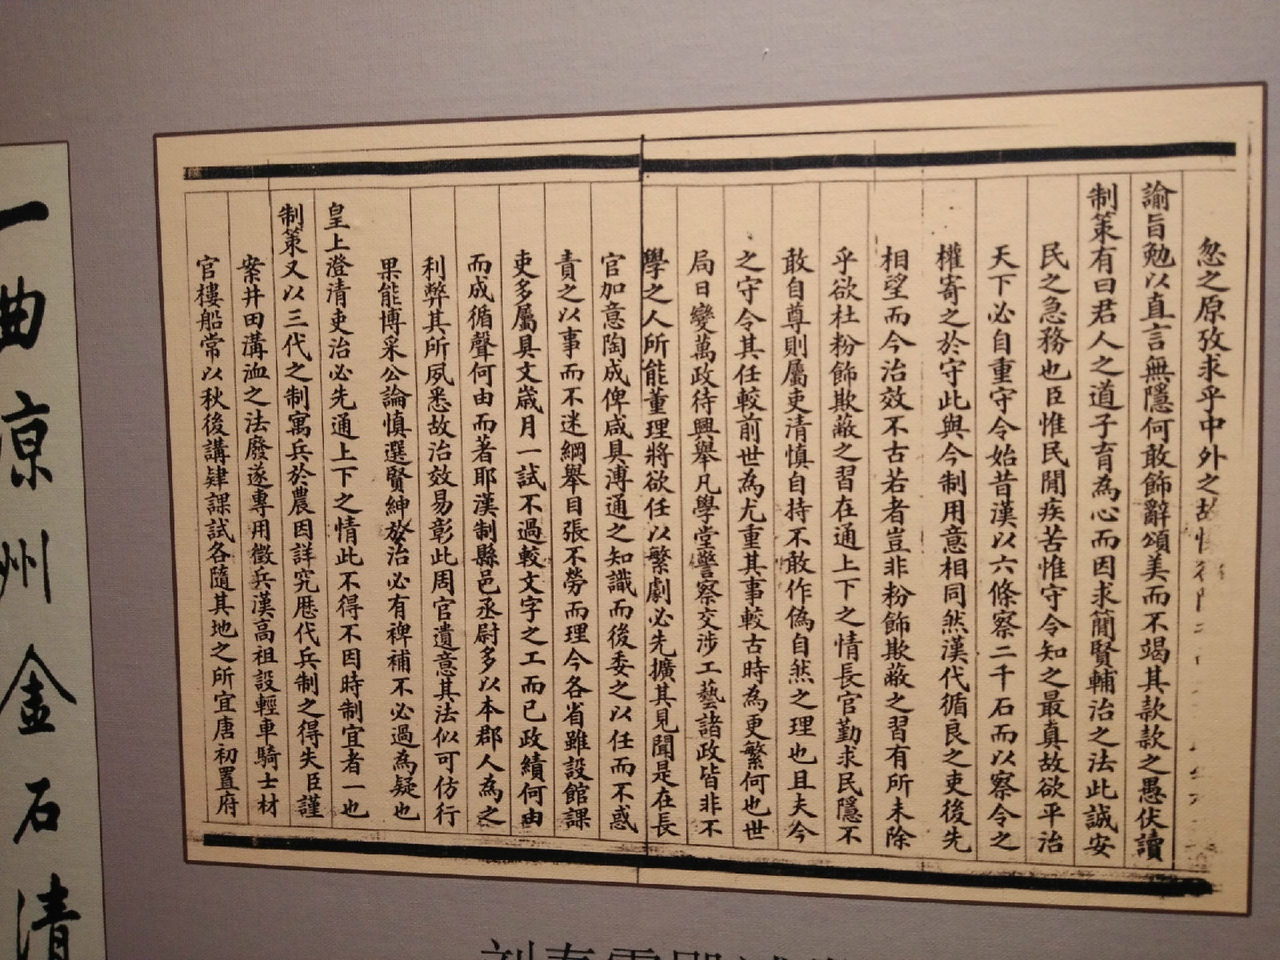 忽之原攷求乎中外之故
諭旨勉以直言無隱何敢飾辭頌美而不竭其款款之愚伏讀
制策有曰君人之道子育為心而因求簡賢輔治之法此誠安
民之急務也臣惟民閒疾苦惟守令知之最真故欲平治
天下必自重守令始昔漢以六條察二千石而以察令之
權寄之於守此與今制用意相同然漢代循良之吏後先
相望而今治效不古若者豈非粉飾欺蔽之習有所未除
乎欲杜粉飾欺蔽之習在通上下之情長官勤求民隱不
敢自尊則屬吏清慎自持不敢作偽自然之理也且夫今
之守令其任較前世為尤重其事較古時為更繁何也世
局日變萬政待興舉凡學堂警察交涉工藝諸政皆非不
學之人所能董理將欲任以繁劇必先擴其見聞是在長
官加意陶成俾咸具溥通之知識而後委之以任而不惑
責之以事而不迷綱舉目張不勞而理今各省雖設館課
吏多屬具文歲月一試不過較文字之工而已政績何由
而成循聲何由而著耶漢制縣邑丞尉多以本郡人為之
利弊其所夙悉故治效易彰此周官遺意其法似可仿行
果能博采公論慎選賢紳於治必有裨補不必過為疑也
皇上澄清吏治必先通上下之情此不得不因時制宜者一也
制策又以三代之制寓兵於農因詳究歷代兵制之得失臣謹
案井田溝洫之法廢遂專用徵兵漢高祖設輕車騎士材
官樓船常以秋後講肄課試各隨其地之所宜唐初置府
一曲凉州金石清